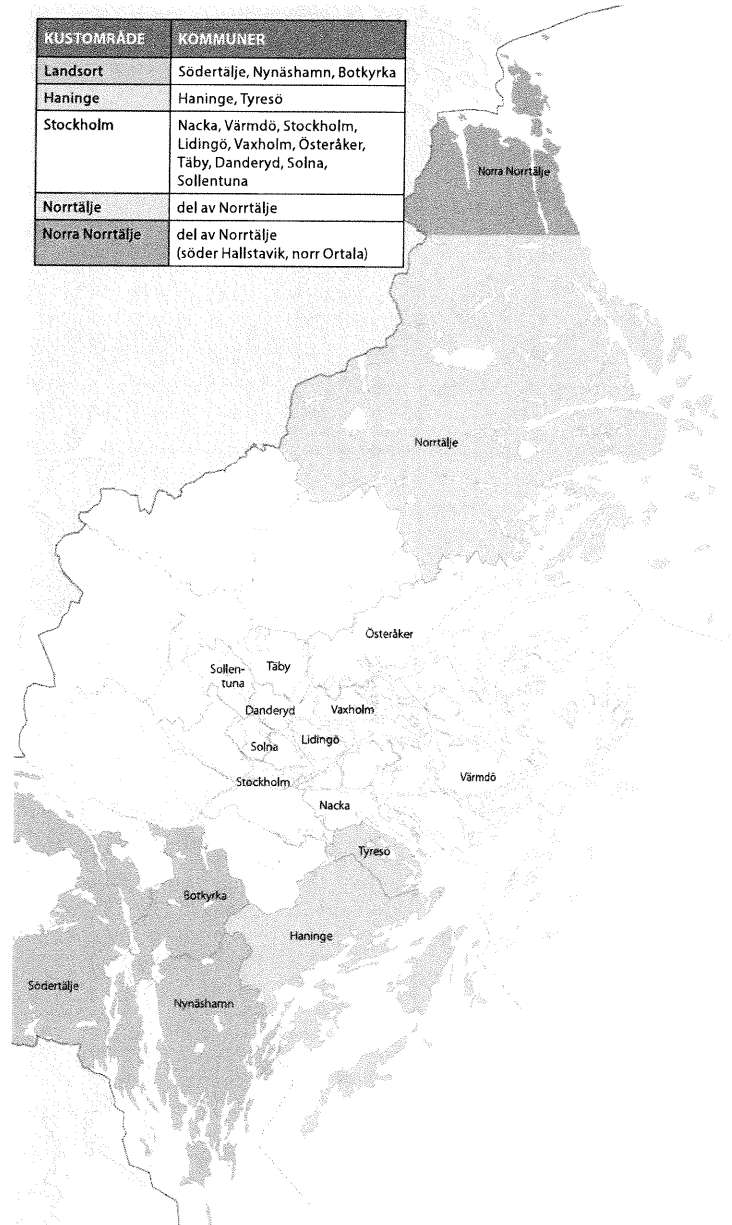 KUSTOMRÅDE KOMMUNER
Landsort Södertälje, Nynäshamn, Botkyrka
Haninge Haninge, Tyresö
Stockholm Nacka, Värmdö, Stockholm,
Lidingö, Vaxholm, Österåker,
Täby, Danderyd, Solna,
Sollentuna
Norrtälje del av Norrtälje
Norra Norrtälje del av Norrtälje
(söder Hallstavik, norr Ortala)
Norra Norrtälje
Norrtälje
Österåker
Täby
Sollen-
tuna
Danderyd
Vaxholm
Lidingö
Solna
Stockholm
Värmdö
Nacka
Tyresö
Botkyrka
Haninge
Södertälje
Nynäshamn